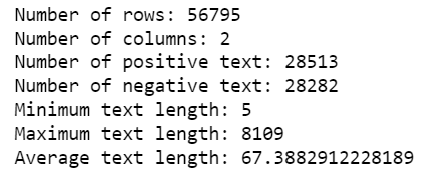 Number of rows: 56795
Number of columns: 2
Number of positive text: 28513
Number of negative text: 28282
Minimum text length: 5
Maximum text length: 8109
Average text length: 67.3882912228189